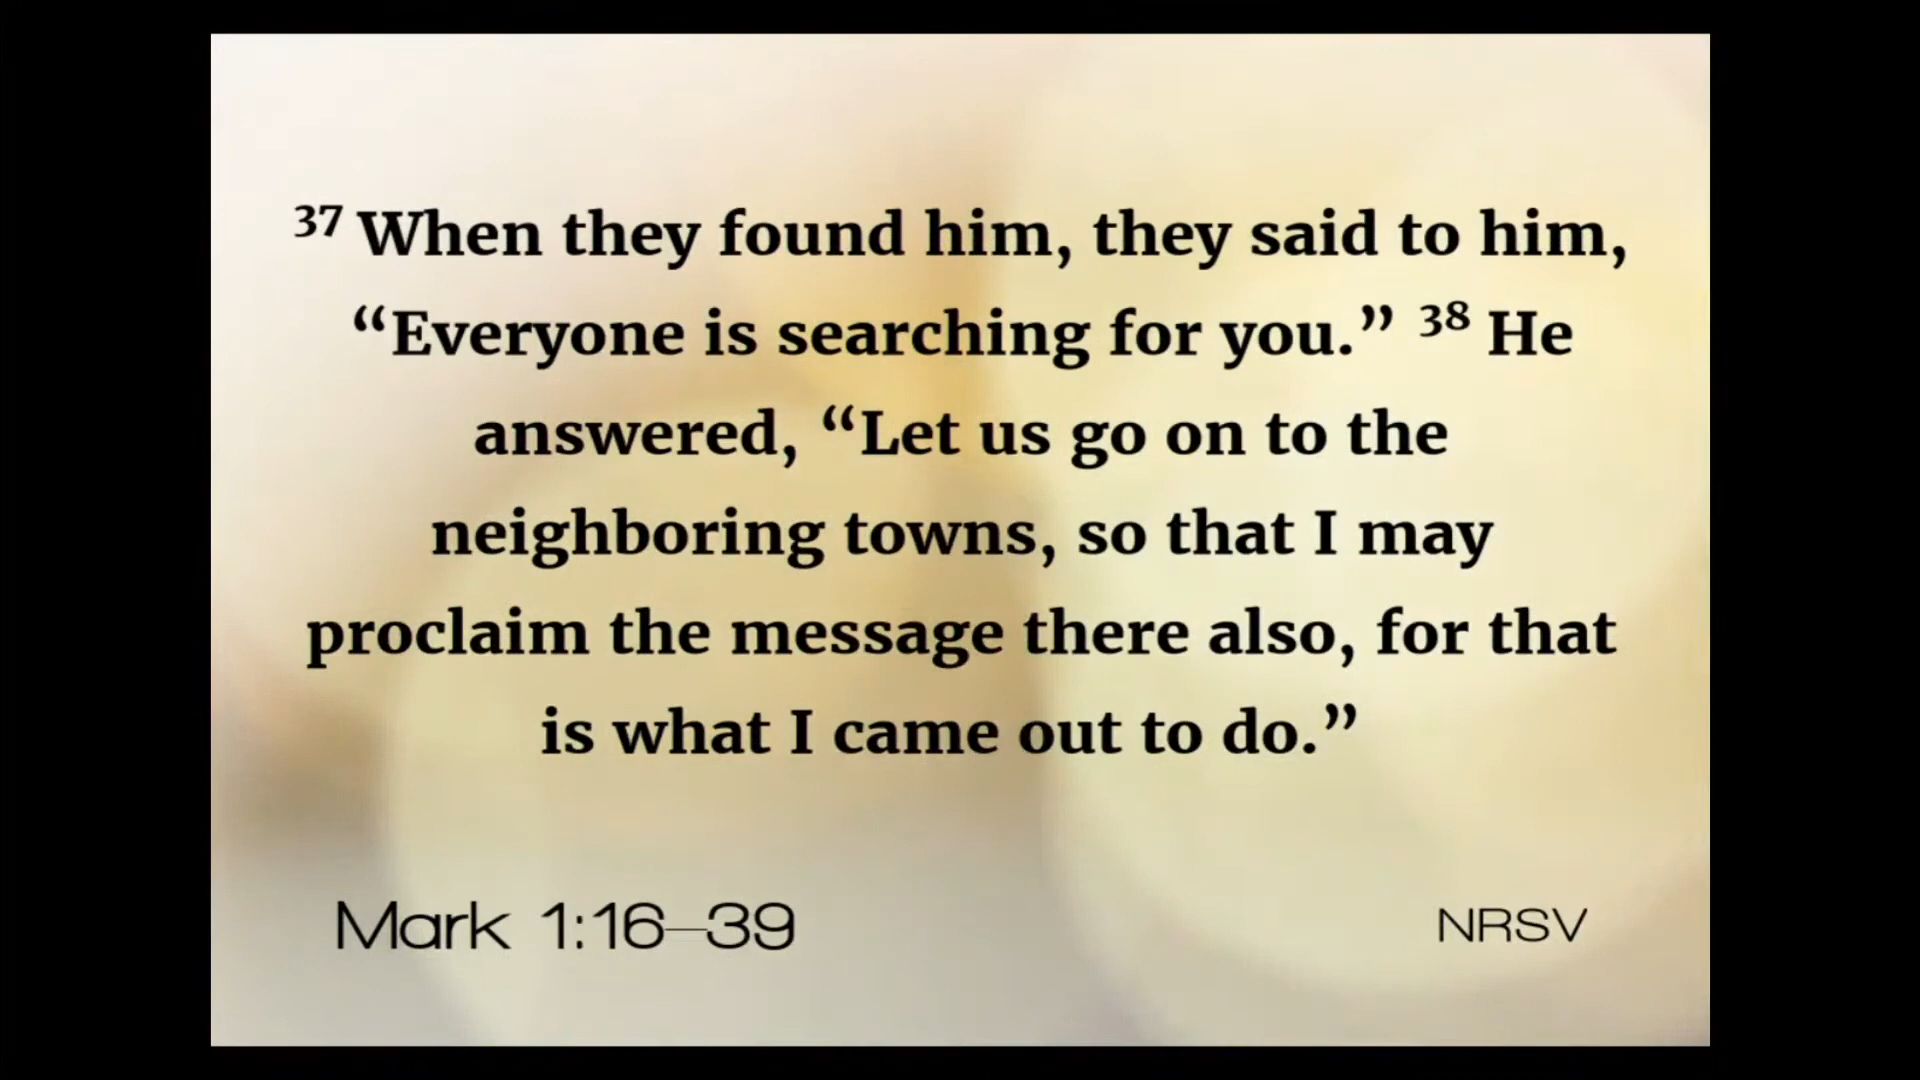 37 When they found him, they said to him,
“Everyone is searching for you.” 38 He
answered, “Let us go on to the
neighboring towns, so that I may
proclaim the message there also, for that
is what I came out to do.”
Mark 1:16–39
NRSV